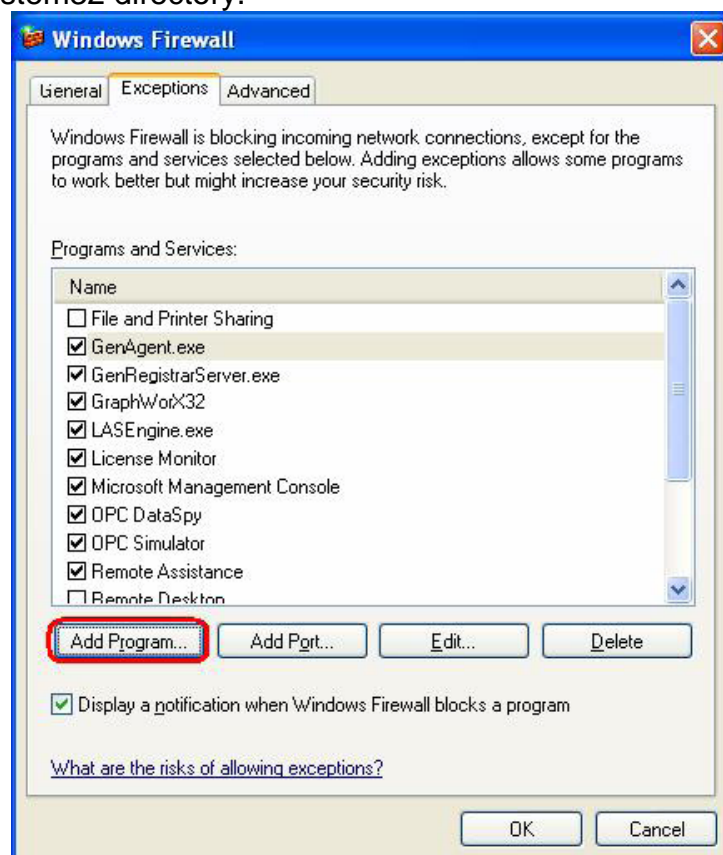 directory.
Windows Firewall
General Exceptions Advanced
Windows Firewall is blocking incoming network connections, except for the
programs and services selected below. Adding exceptions allows some programs
to work better but might increase your security risk.
Programs and Services:
Name
File and Printer Sharing
GenAgent.exe
GenRegistrarServer.exe
GraphWorX32
LASEngine.exe
License Monitor
Microsoft Management Console
OPC DataSpy
OPC Simulator
Remote Assistance
Remote Desktop
Add Program... Add Port... Edit... Delete
Display a notification when Windows Firewall blocks a program
What are the risks of allowing exceptions?
OK Cancel